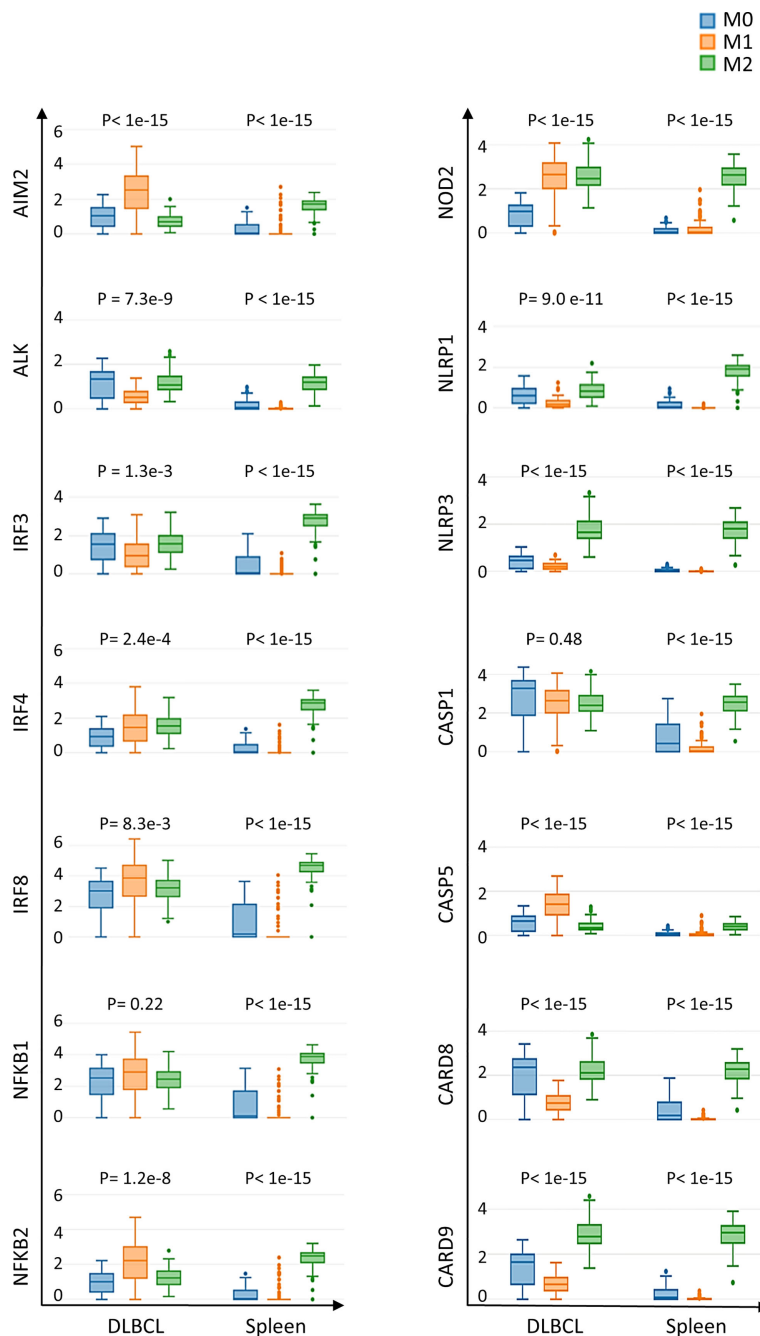 M0
M1
M2
AIM2
P< 1e-15 P< 1e-15
6
4
2
0
ALK
P = 7.3e-9 P < 1e-15
4
2
0
IRF3
P = 1.3e-3 P < 1e-15
4
2
0
IRF4
P= 2.4e-4 P< 1e-15
6
4
2
0
IRF8
P= 8.3e-3 P< 1e-15
6
4
2
0
NFKB1
P= 0.22 P< 1e-15
6
4
2
0
NFKB2
P= 1.2e-8 P< 1e-15
6
4
2
0
DLBCL Spleen
NOD2
P< 1e-15 P< 1e-15
4
2
0
NLRP1
P= 9.0 e-11 P< 1e-15
4
2
0
NLRP3
P< 1e-15 P< 1e-15
4
2
0
CASP1
P = 0.48 P< 1e-15
4
2
0
CASP5
P< 1e-15 P< 1e-15
4
2
0
CARD8
P< 1e-15 P< 1e-15
4
2
0
CARD9
P< 1e-15 P< 1e-15
4
2
0
DLBCL Spleen